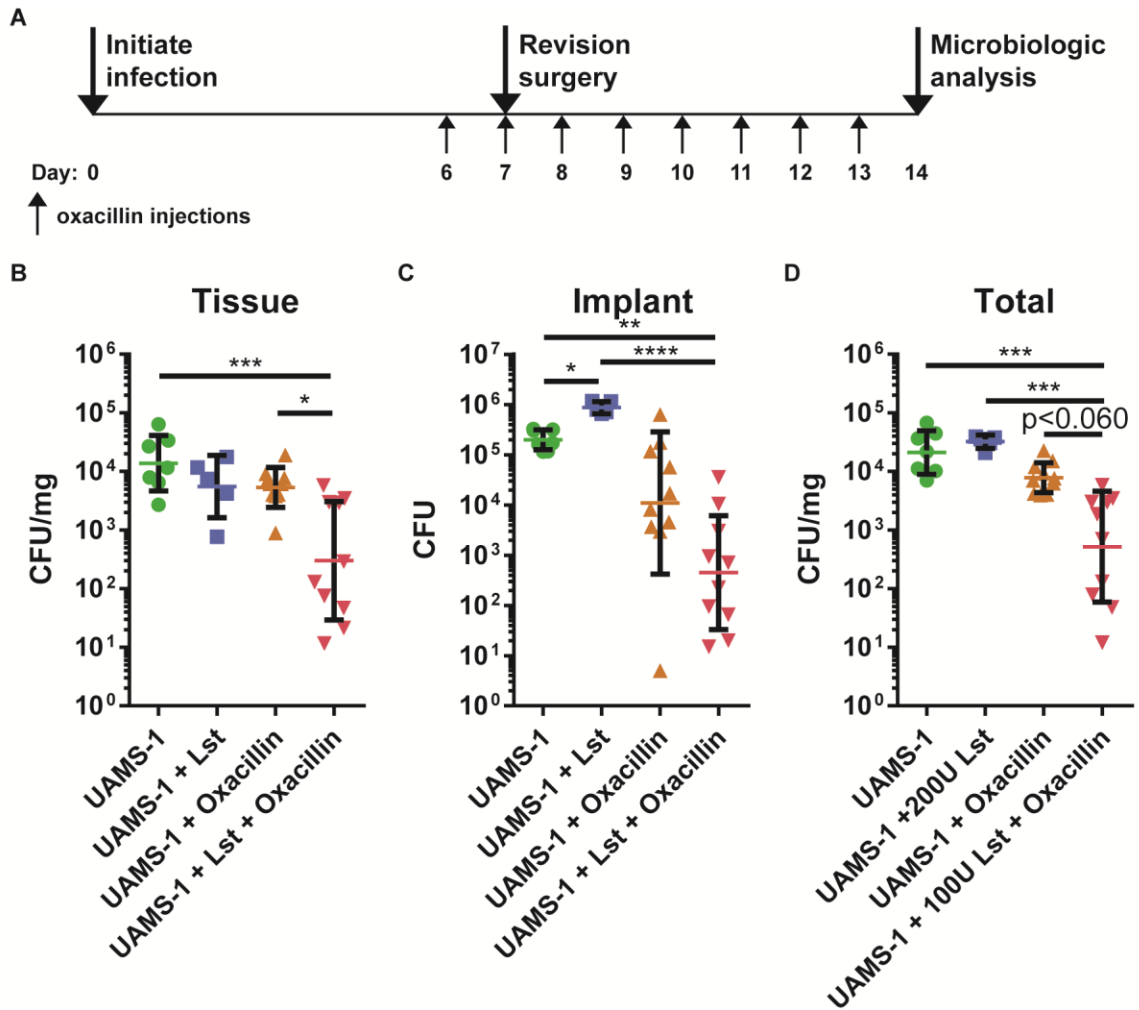 A
Initiate
infection
Revision
surgery
Microbiologic
analysis
Day: 0 6 7 8 9 10 11 12 13 14
oxacillin injections
B
Tissue
***
*
CFU/mg
10^6
10^5
10^4
10^3
10^2
10^1
10^0
UAMS-1
UAMS-1 + Lst
UAMS-1 + Oxacillin
UAMS-1 + Lst + Oxacillin
C
Implant
**
****
*
CFU
10^7
10^6
10^5
10^4
10^3
10^2
10^1
10^0
UAMS-1
UAMS-1 + Lst
UAMS-1 + Oxacillin
UAMS-1 + Lst + Oxacillin
D
Total
***
***
p<0.060
CFU/mg
10^6
10^5
10^4
10^3
10^2
10^1
10^0
UAMS-1
UAMS-1 +200U Lst
UAMS-1 + Oxacillin
UAMS-1 + 100U Lst + Oxacillin